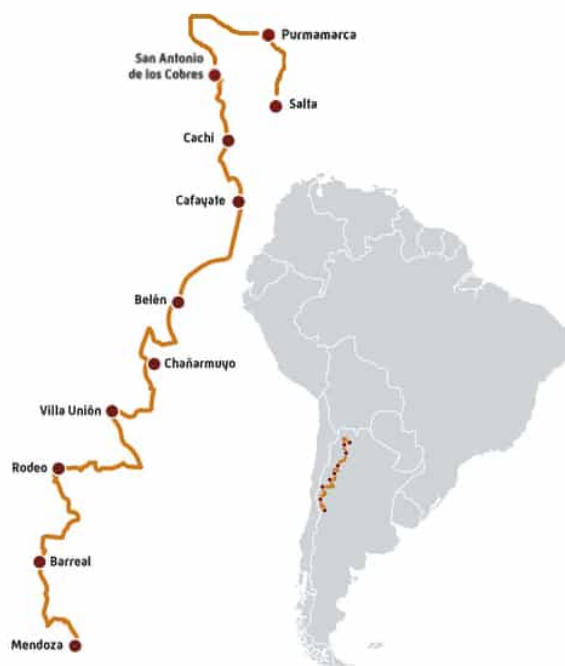 Purmamarca
San Antonio
de los Cobres
Salta
Cachi
Cafayate
Belén
Chañarmuyo
Villa Unión
Rodeo
Barreal
Mendoza